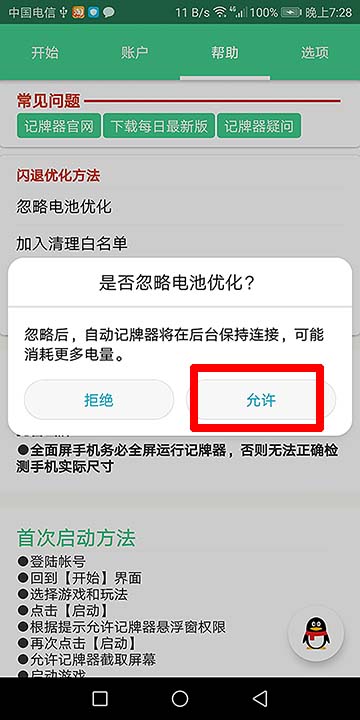 中国电信 11 B/s 4G 100% 晚上7:28
开始 账户 帮助 选项
常见问题
记牌器官网 下载每日最新版 记牌器疑问
闪退优化方法
忽略电池优化
加入清理白名单
是否忽略电池优化？
忽略后，自动记牌器将在后台保持连接，可能
消耗更多电量。
拒绝 允许
●全面屏手机务必全屏运行记牌器，否则无法正确检
测手机实际尺寸
首次启动方法
●登陆帐号
●回到【开始】界面
●选择游戏和玩法
●点击【启动】
●根据提示允许记牌器悬浮窗权限
●再次点击【启动】
●允许记牌器截取屏幕
●启动游戏